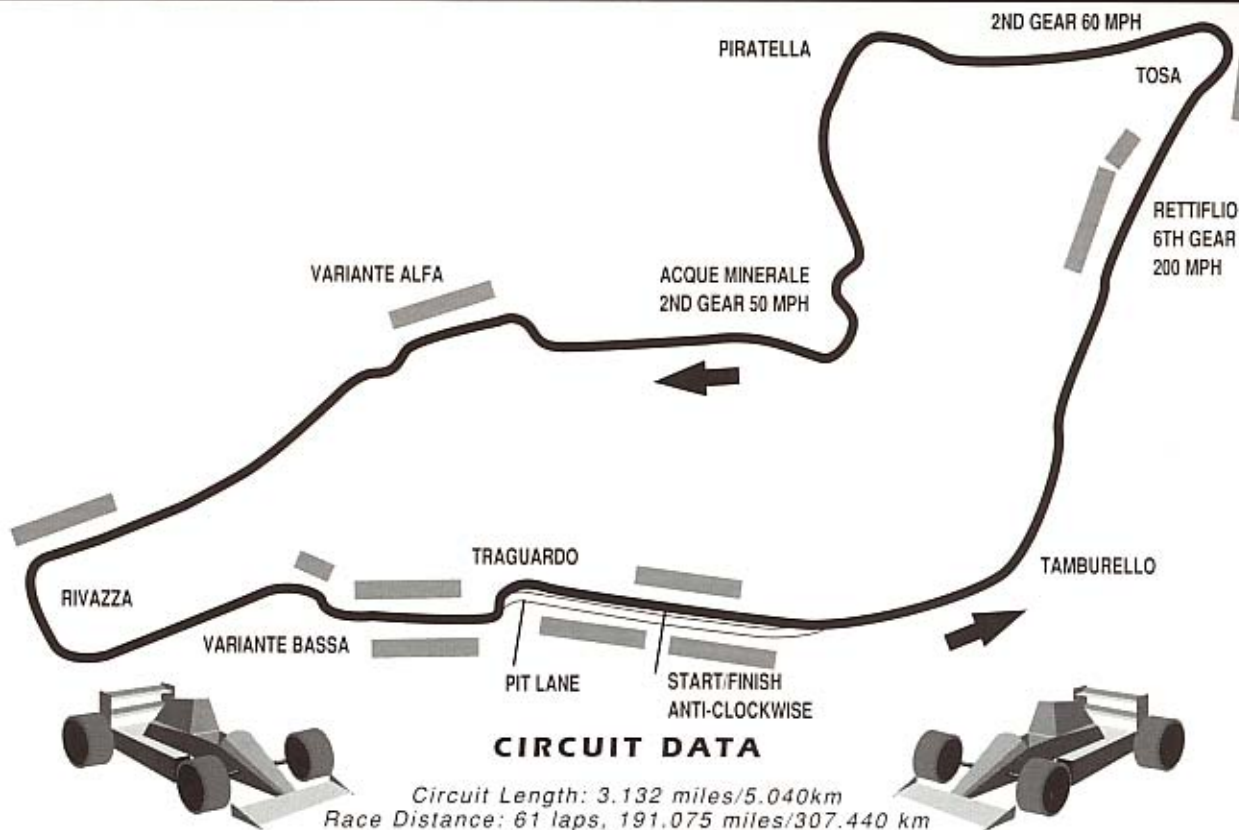 2ND GEAR 60 MPH
PIRATELLA
TOSA
RETTIFLIO
6TH GEAR
200 MPH
VARIANTE ALFA
ACQUE MINERALE
2ND GEAR 50 MPH
TRAGUARDO
TAMBURELLO
RIVAZZA
VARIANTE BASSA
PIT LANE
START/FINISH
ANTI-CLOCKWISE
CIRCUIT DATA
Circuit Length: 3.132 miles/5.040km
Race Distance: 61 laps, 191.075 miles/307.440 km